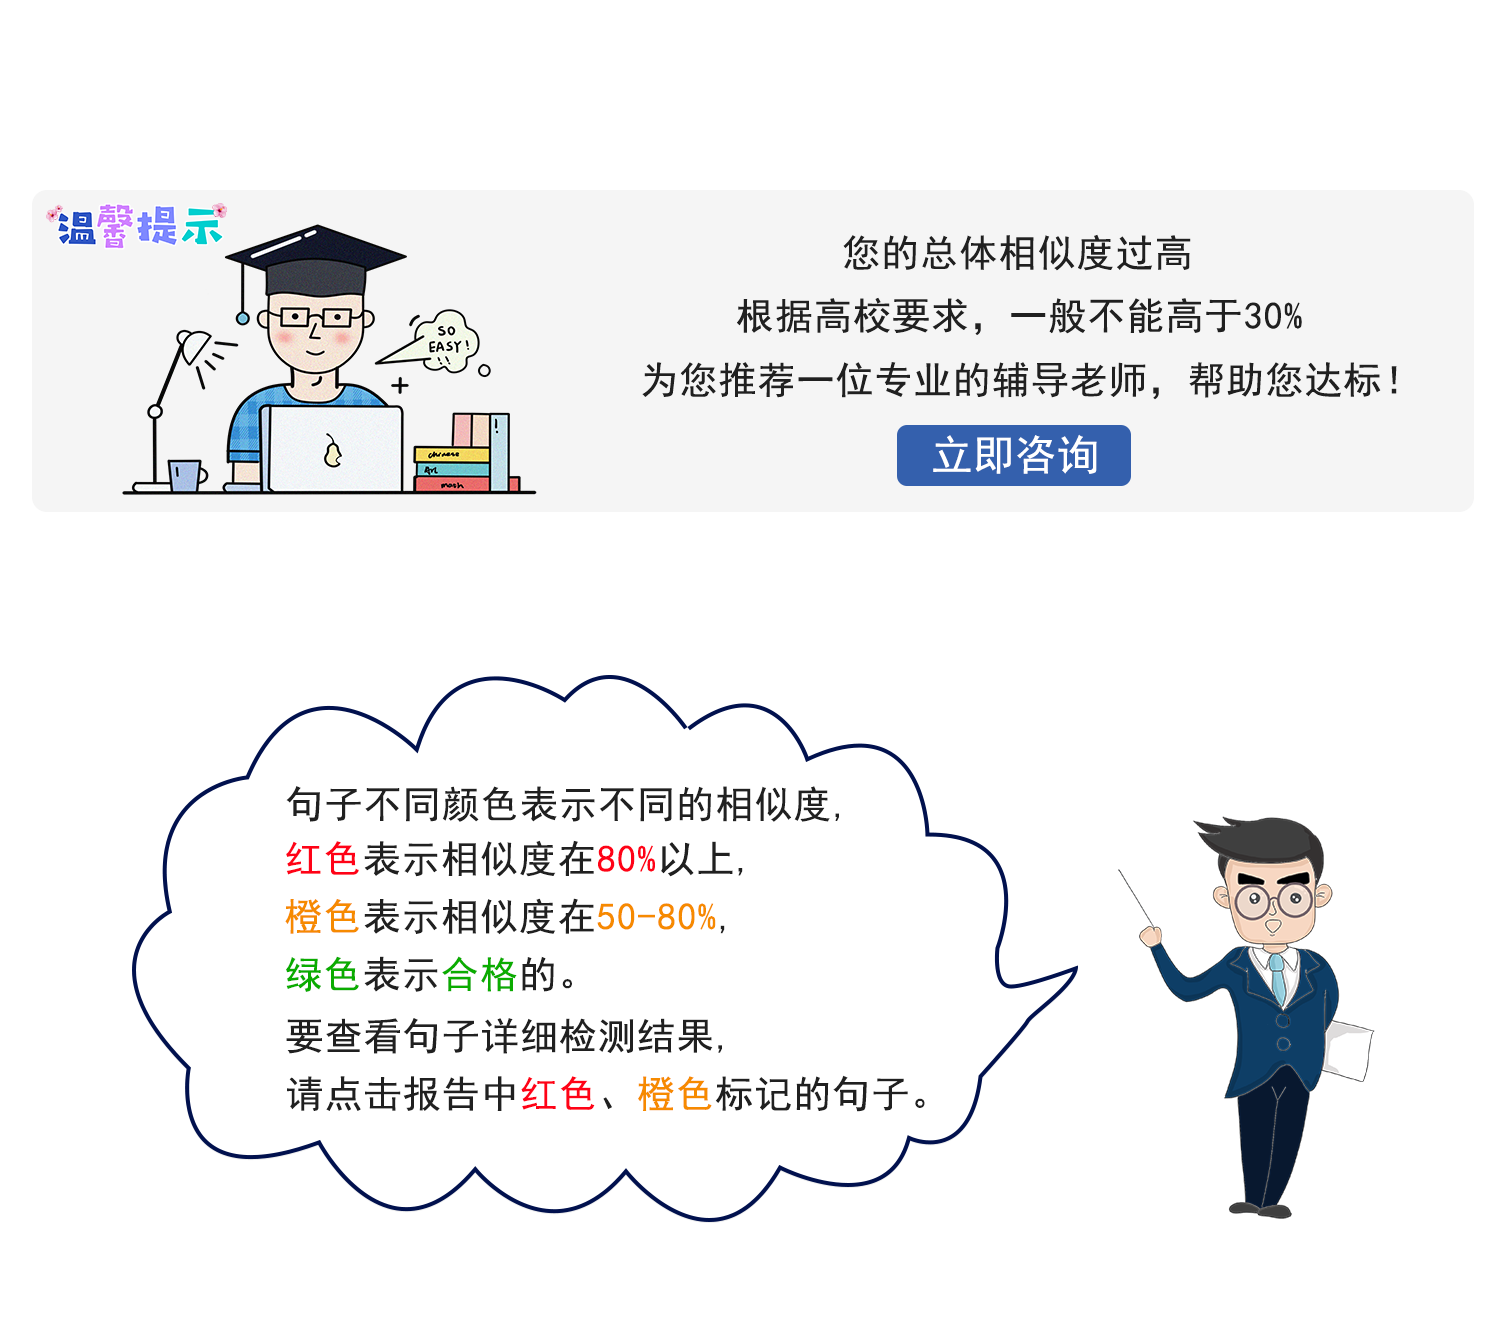 温馨提示
您的总体相似度过高
根据高校要求，一般不能高于30%
为您推荐一位专业的辅导老师，帮助您达标！
立即咨询
SO
EASY!
chinese
Art
math
句子不同颜色表示不同的相似度,
红色表示相似度在80%以上,
橙色表示相似度在50-80%,
绿色表示合格的。
要查看句子详细检测结果,
请点击报告中红色、橙色标记的句子。